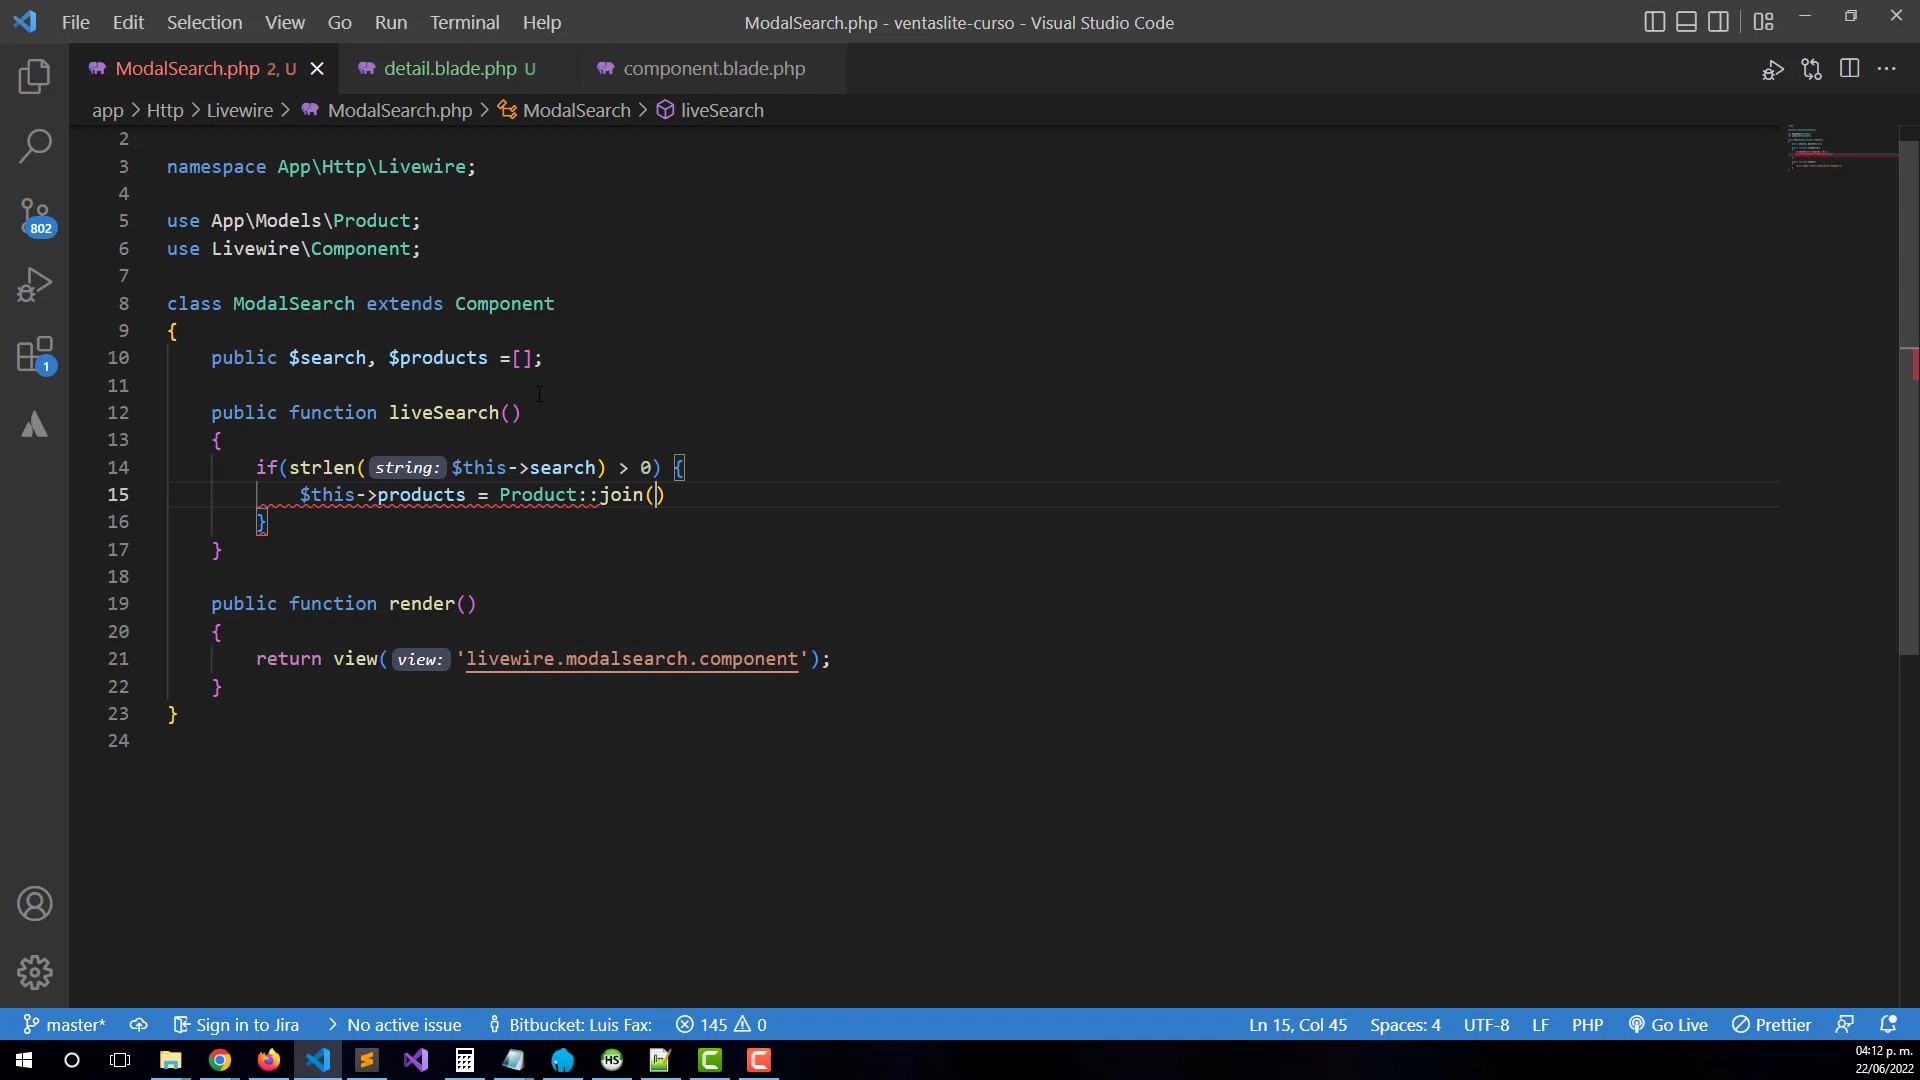 File Edit Selection View Go Run Terminal Help
ModalSearch.php - ventaslite-curso - Visual Studio Code
ModalSearch.php 2, U
detail.blade.php U
component.blade.php
app > Http > Livewire > ModalSearch.php > ModalSearch > liveSearch
2
3 namespace App\Http\Livewire;
4
5 use App\Models\Product;
6 use Livewire\Component;
7
8 class ModalSearch extends Component
9 {
10 public $search, $products =[];
11
12 public function liveSearch()
13 {
14 if(strlen(string: $this->search) > 0) {
15 $this->products = Product::join()
16 }
17 }
18
19 public function render()
20 {
21 return view(view: 'livewire.modalsearch.component');
22 }
23 }
24
802
1
master* Sign in to Jira No active issue Bitbucket: Luis Fax: 145 0
Ln 15, Col 45 Spaces: 4 UTF-8 LF PHP Go Live Prettier
HS
04:12 p. m.
22/06/2022